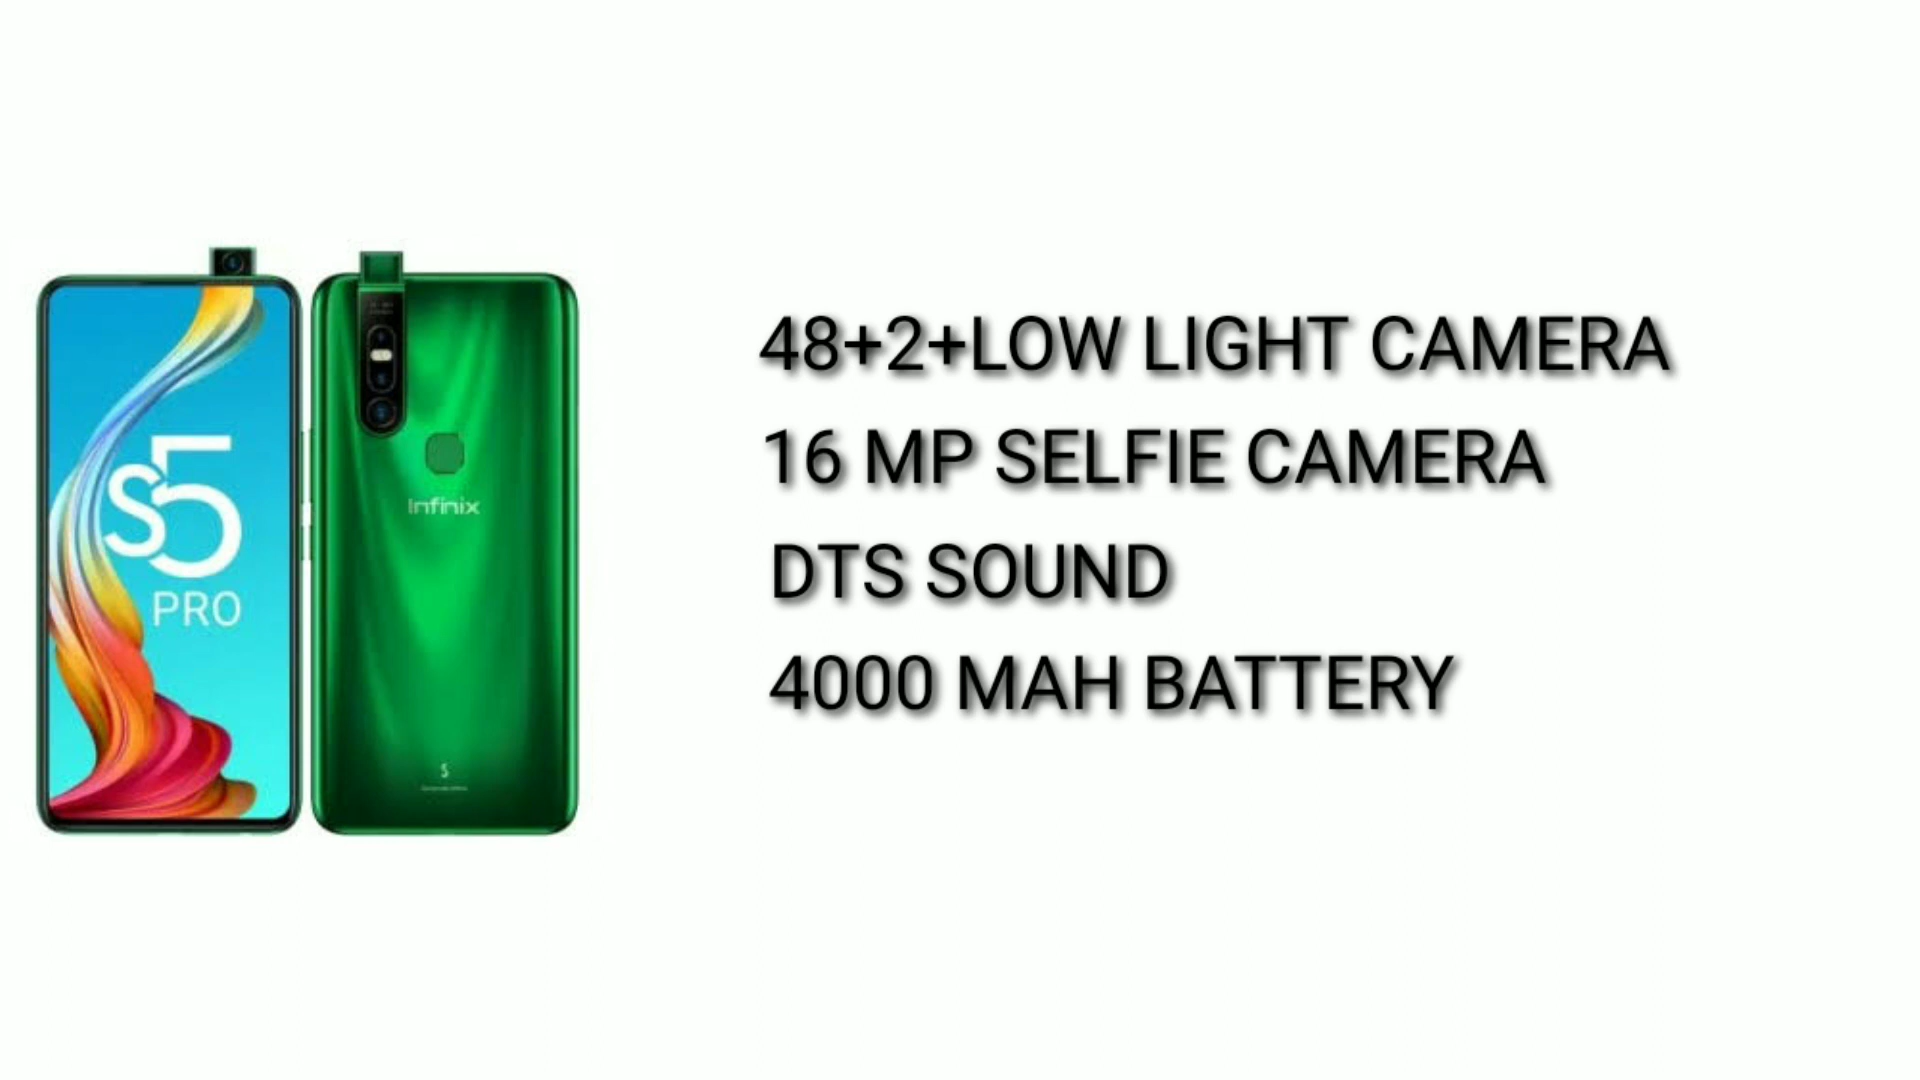 S5
PRO
Infinix
S
48+2+LOW LIGHT CAMERA
16 MP SELFIE CAMERA
DTS SOUND
4000 MAH BATTERY